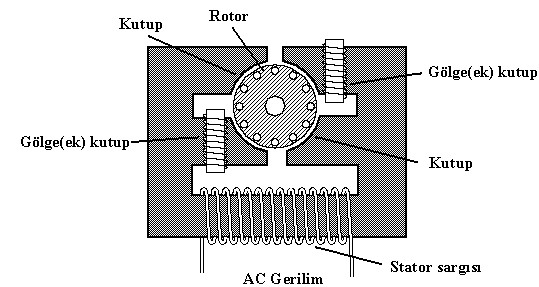 Rotor
Kutup
Gölge(ek) kutup
Gölge(ek) kutup
Kutup
Stator sargısı
AC Gerilim